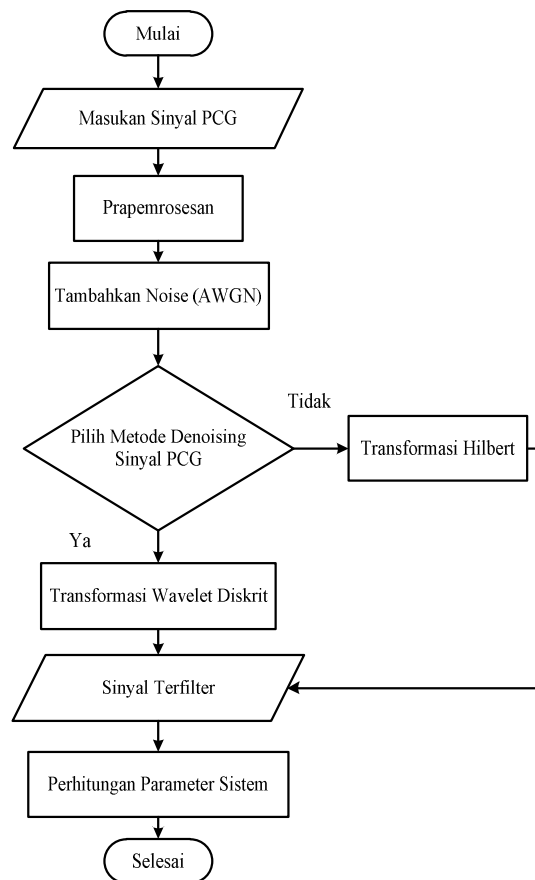 Mulai
Masukan Sinyal PCG
Prapemrosesan
Tambahkan Noise (AWGN)
Pilih Metode Denoising
Sinyal PCG
Tidak
Transformasi Hilbert
Ya
Transformasi Wavelet Diskrit
Sinyal Terfilter
Perhitungan Parameter Sistem
Selesai